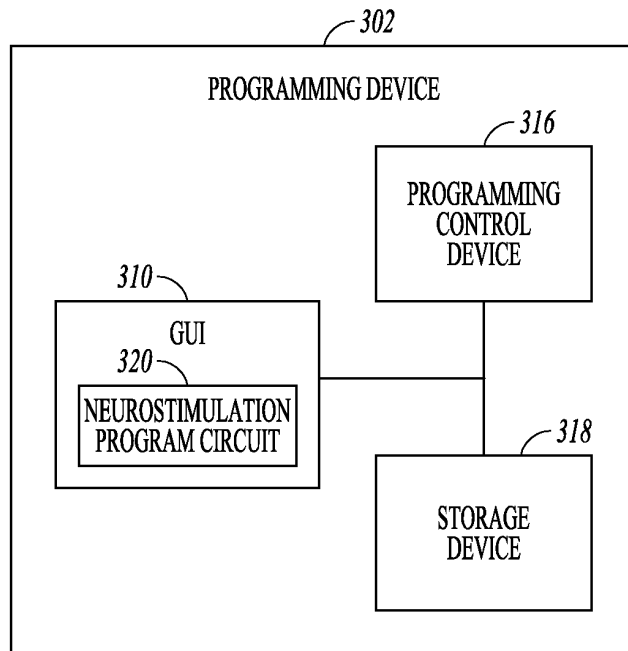 302
PROGRAMMING DEVICE
316
PROGRAMMING
CONTROL
DEVICE
310
GUI
320
NEUROSTIMULATION
PROGRAM CIRCUIT
318
STORAGE
DEVICE